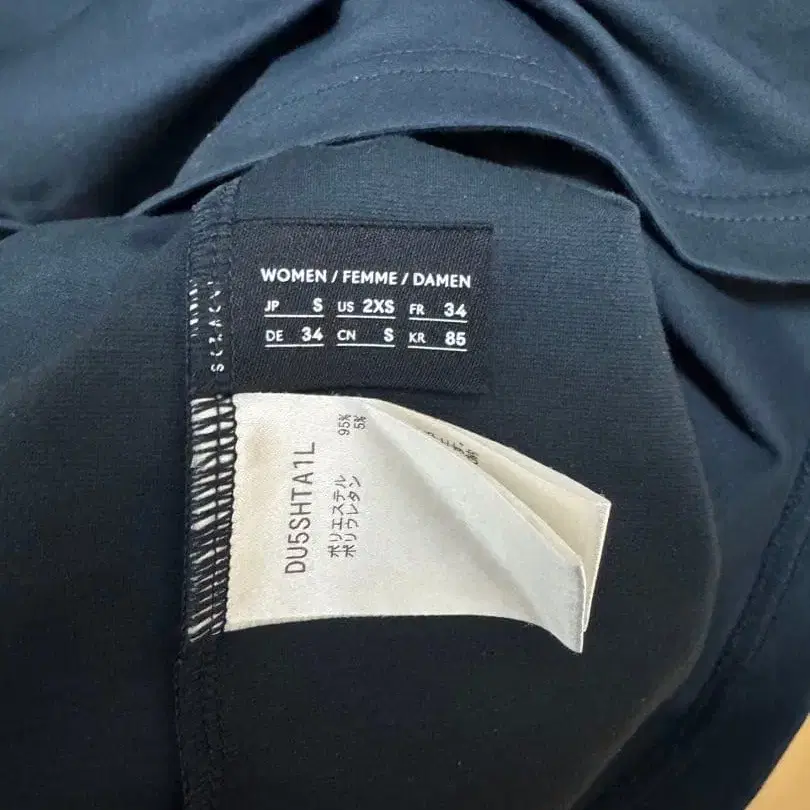 WOMEN / FEMME / DAMEN
JP S US 2XS FR 34
DE 34 CN S KR 85
DU5SHTA1L
ポリエステル 95%
ポリウレタン 5%